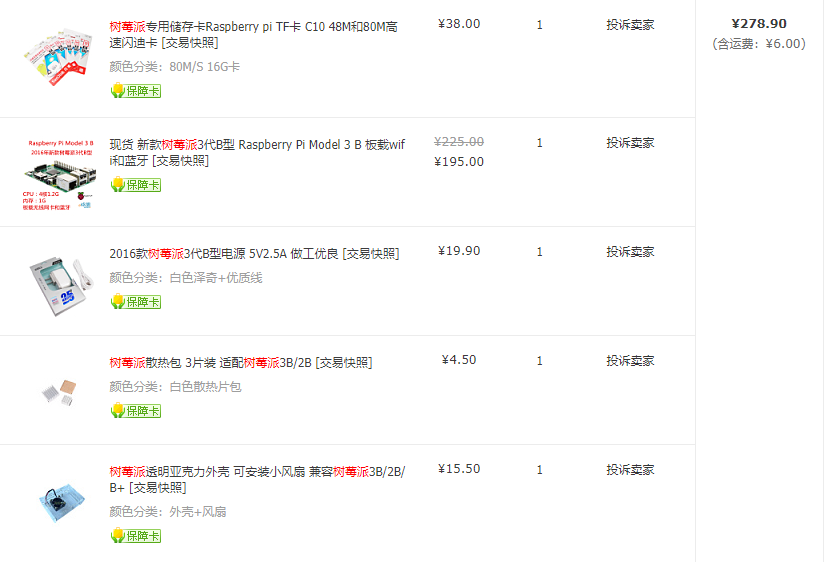 树莓派专用储存卡Raspberry pi TF卡 C10 48M和80M高
速闪迪卡 [交易快照]
颜色分类：80M/S 16G卡
保障卡
¥38.00
1
投诉卖家
¥278.90
(含运费：¥6.00)
Raspberry Pi Model 3 B
2016年新款树莓派3代B型
CPU：4核1.2G
内存：1G
板载无线网卡和蓝牙
现货 新款树莓派3代B型 Raspberry Pi Model 3 B 板载wif
i和蓝牙 [交易快照]
保障卡
¥225.00
¥195.00
1
投诉卖家
2016款树莓派3代B型电源 5V2.5A 做工优良 [交易快照]
颜色分类：白色泽奇+优质线
保障卡
¥19.90
1
投诉卖家
树莓派散热包 3片装 适配树莓派3B/2B [交易快照]
颜色分类：白色散热片包
保障卡
¥4.50
1
投诉卖家
树莓派透明亚克力外壳 可安装小风扇 兼容树莓派3B/2B/
B+ [交易快照]
颜色分类：外壳+风扇
保障卡
¥15.50
1
投诉卖家